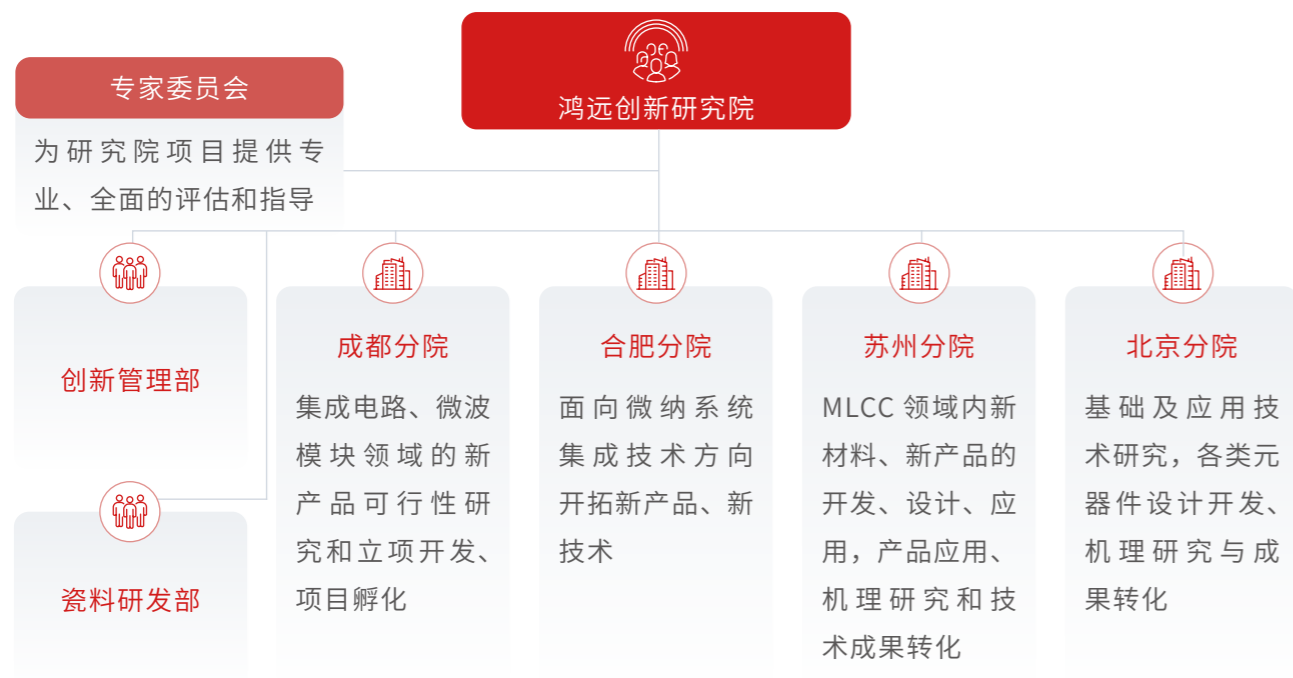 鸿远创新研究院
专家委员会
为研究院项目提供专
业、全面的评估和指导
创新管理部
瓷料研发部
成都分院
集成电路、微波
模块领域的新
产品可行性研
究和立项开发、
项目孵化
合肥分院
面向微纳系统
集成技术方向
开拓新产品、新
技术
苏州分院
MLCC 领域内新
材料、新产品的
开发、设计、应
用，产品应用、
机理研究和技
术成果转化
北京分院
基础及应用技
术研究，各类元
器件设计开发、
机理研究与成
果转化